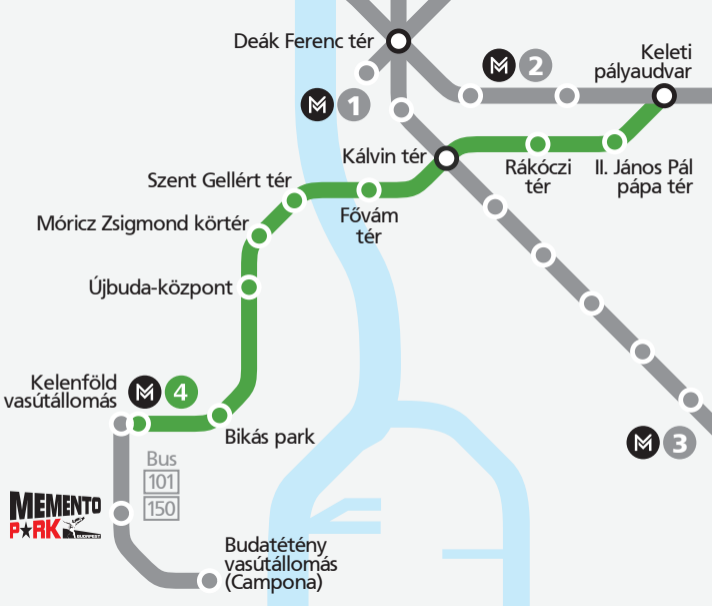 Deák Ferenc tér
Keleti
pályaudvar
M 2
M 1
Kálvin tér
Rákóczi
tér
II. János Pál
pápa tér
Szent Gellért tér
Fővám
tér
Móricz Zsigmond körtér
Újbuda-központ
Kelenföld
vasútállomás
M 4
Bikás park
M 3
Bus
101
150
MEMENTO
PARK
BUDAPEST
Budatétény
vasútállomás
(Campona)